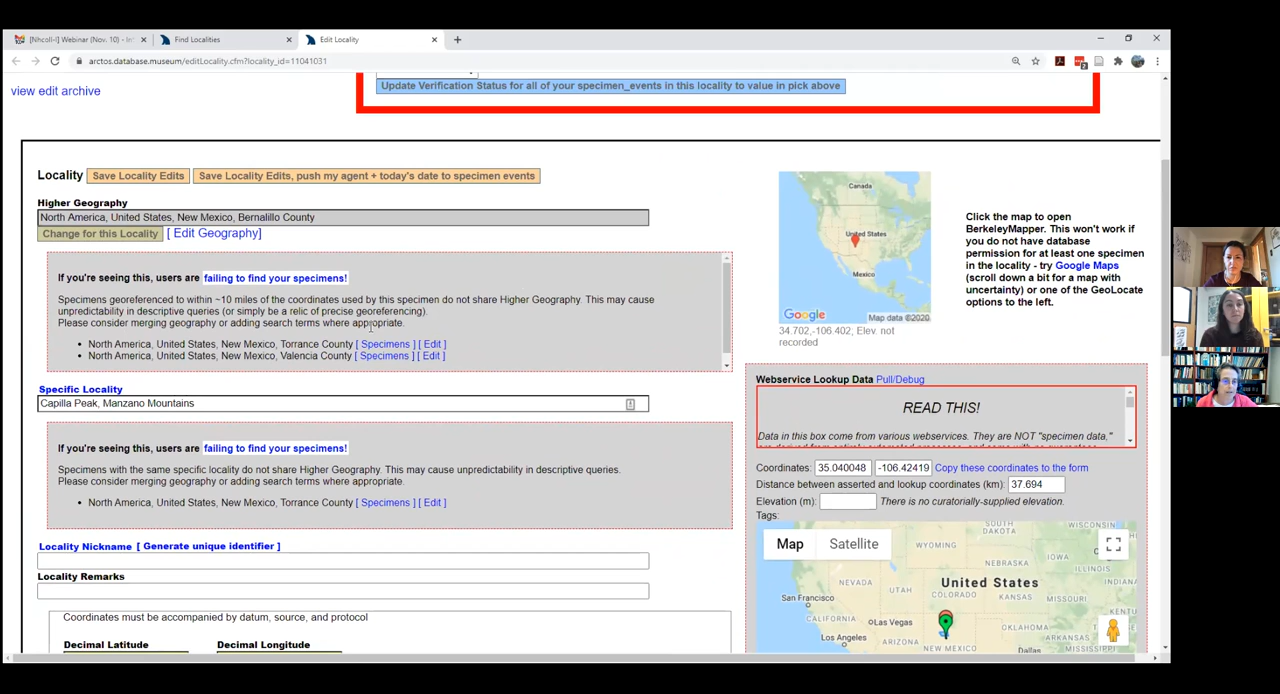 [Nhcoll-l] Webinar (Nov. 10) - In
Find Localities
Edit Locality
arctos.database.museum/editLocality.cfm?locality_id=11041031
view edit archive
Update Verification Status for all of your specimen_events in this locality to value in pick above
Locality
Save Locality Edits
Save Locality Edits, push my agent + today's date to specimen events
Higher Geography
North America, United States, New Mexico, Bernalillo County
Change for this Locality
[ Edit Geography]
If you're seeing this, users are failing to find your specimens!
Specimens georeferenced to within ~10 miles of the coordinates used by this specimen do not share Higher Geography. This may cause
unpredictability in descriptive queries (or simply be a relic of precise georeferencing).
Please consider merging geography or adding search terms where appropriate.
North America, United States, New Mexico, Torrance County [ Specimens ] [ Edit ]
North America, United States, New Mexico, Valencia County [ Specimens ] [ Edit ]
Specific Locality
Capilla Peak, Manzano Mountains
If you're seeing this, users are failing to find your specimens!
Specimens with the same specific locality do not share Higher Geography. This may cause unpredictability in descriptive queries.
Please consider merging geography or adding search terms where appropriate.
North America, United States, New Mexico, Torrance County [ Specimens ] [ Edit ]
Locality Nickname [ Generate unique identifier ]
Locality Remarks
Coordinates must be accompanied by datum, source, and protocol
Decimal Latitude
Decimal Longitude
Canada
United States
Mexico
Google
Map data ©2020
34.702,-106.402; Elev. not
recorded
Click the map to open
BerkeleyMapper. This won't work if
you do not have database
permission for at least one specimen
in the locality - try Google Maps
(scroll down a bit for a map with
uncertainty) or one of the GeoLocate
options to the left.
Webservice Lookup Data Pull/Debug
READ THIS!
Data in this box come from various webservices. They are NOT "specimen data,"
Coordinates: 35.040048 -106.42419 Copy these coordinates to the form
Distance between asserted and lookup coordinates (km): 37.694
Elevation (m): There is no curatorially-supplied elevation.
Tags:
Map
Satellite
SOUTH
DAKOTA
WISCONSIN
WYOMING
IOWA
NEBRASKA
ILLINOIS
United States
NEVADA
UTAH
COLORADO
INDIANA
San Francisco
KANSAS
MISSOURI
CALIFORNIA
Las Vegas
OKLAHOMA
TENNESSEE
Los Angeles
ARIZONA
ARKANSAS
NEW MEXICO
MISSISSIPPI
Dallas